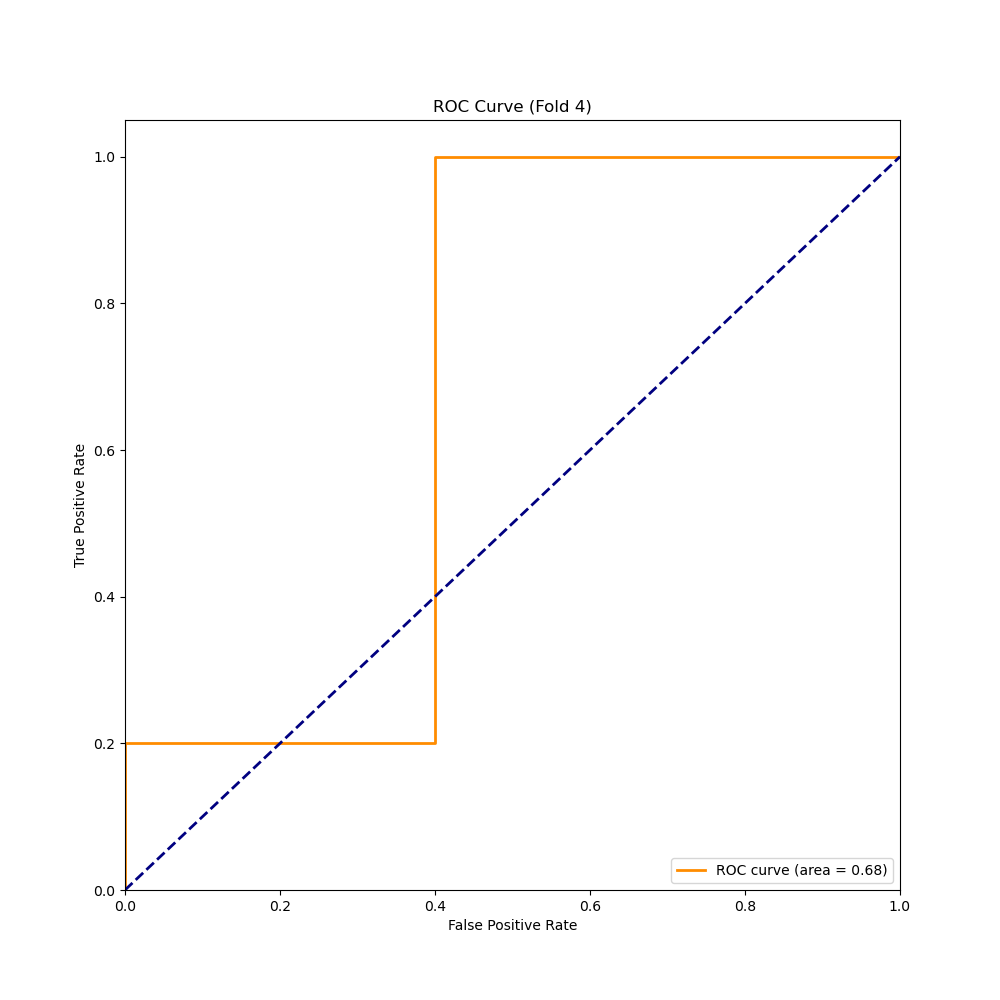 ROC Curve (Fold 4)
1.0
0.8
0.6
0.4
0.2
0.0
True Positive Rate
0.0 0.2 0.4 0.6 0.8 1.0
False Positive Rate
ROC curve (area = 0.68)